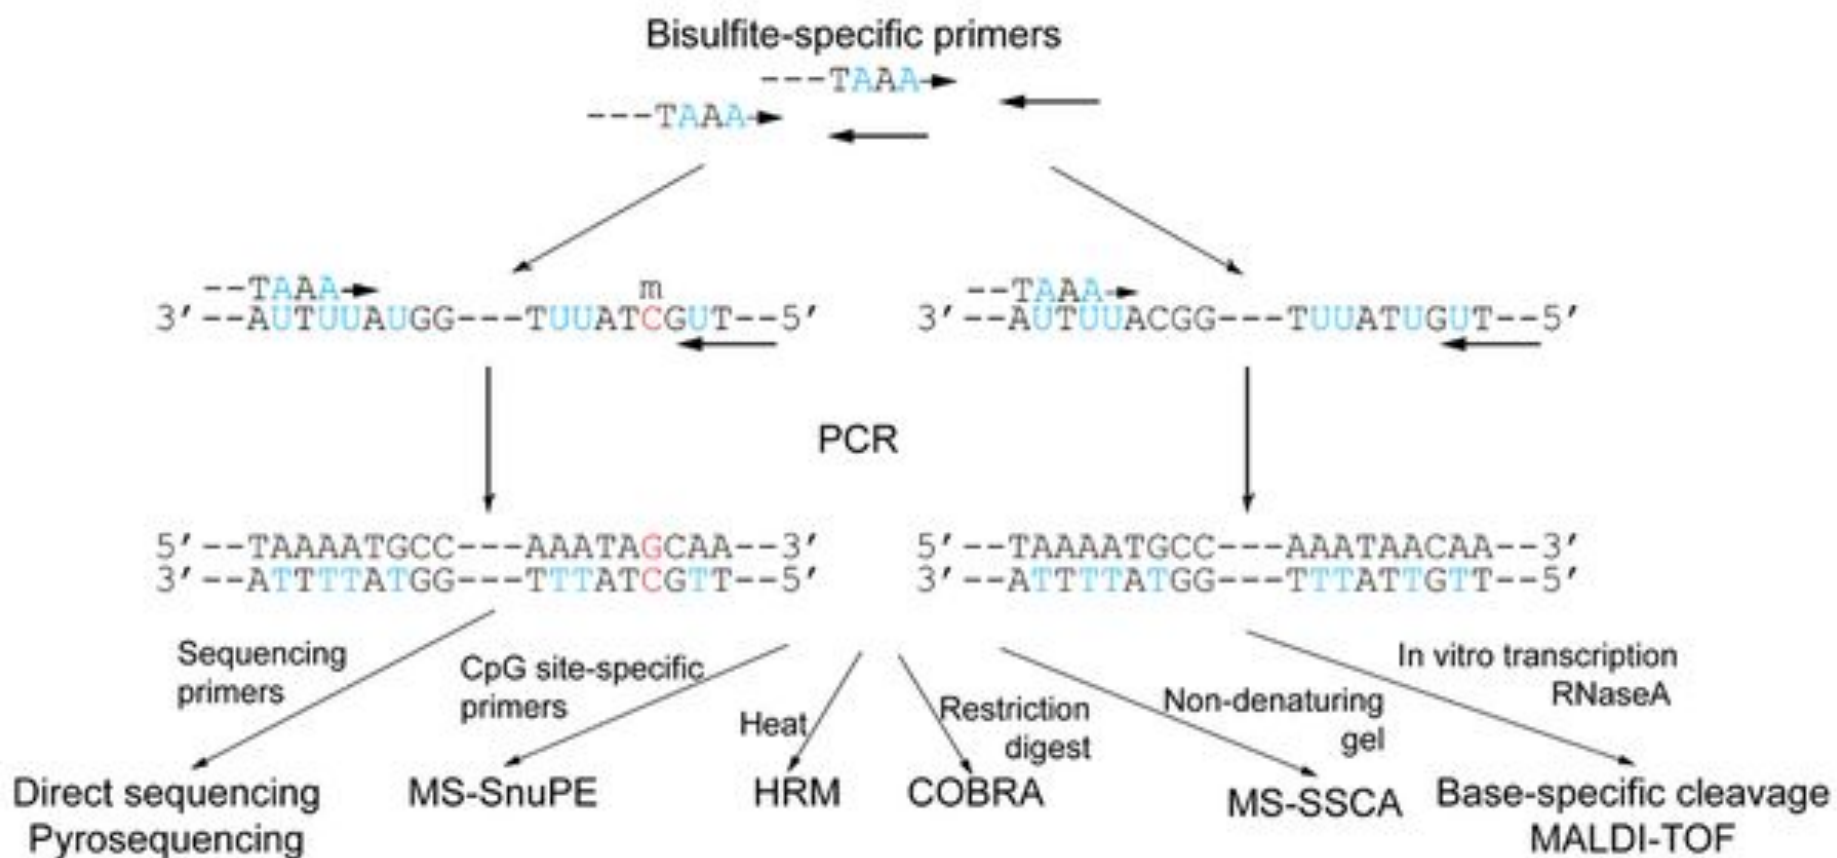 Bisulfite-specific primers
---TAAA
---TAAA
--TAAA
m
3'--AUTUUAUGG---TUUATCGUT--5'
--TAAA
3'--AUTUUACGG---TUUATUGUT--5'
PCR
5'--TAAAATGCC---AAATAGCAA--3'
3'--ATTTTATGG---TTTATCGTT--5'
5'--TAAAATGCC---AAATAACAA--3'
3'--ATTTTATGG---TTTATTGTT--5'
Sequencing
primers
CpG site-specific
primers
Heat
Restriction
digest
Non-denaturing
gel
In vitro transcription
RNaseA
Direct sequencing
Pyrosequencing
MS-SnuPE
HRM
COBRA
MS-SSCA
Base-specific cleavage
MALDI-TOF